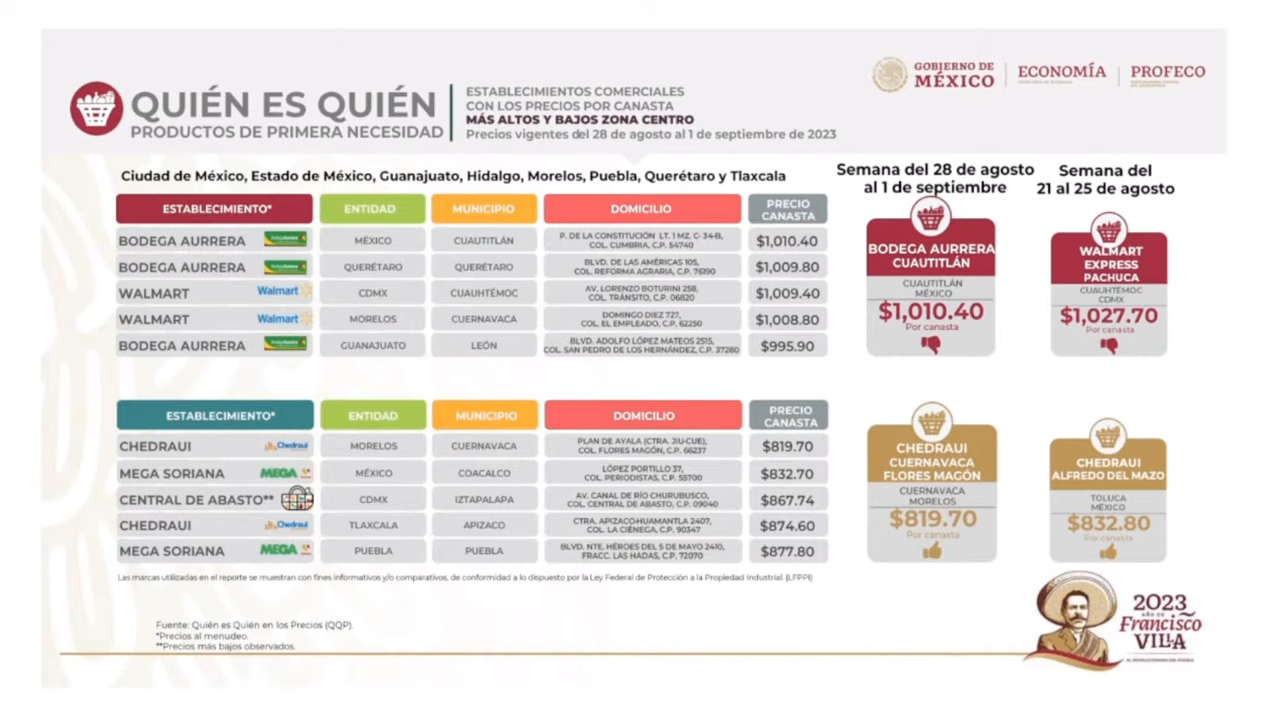 QUIÉN ES QUIÉN
PRODUCTOS DE PRIMERA NECESIDAD
ESTABLECIMIENTOS COMERCIALES
CON LOS PRECIOS POR CANASTA
MÁS ALTOS Y BAJOS ZONA CENTRO
Precios vigentes del 28 de agosto al 1 de septiembre de 2023
GOBIERNO DE
MÉXICO
ECONOMÍA
PROFECO
Ciudad de México, Estado de México, Guanajuato, Hidalgo, Morelos, Puebla, Querétaro y Tlaxcala
ESTABLECIMIENTO* ENTIDAD MUNICIPIO DOMICILIO PRECIO CANASTA
BODEGA AURRERA MÉXICO CUAUTITLÁN P. DE LA CONSTITUCIÓN LT. 1 MZ. C- 34-B, COL. CUMBRIA, C.P. 54740 $1,010.40
BODEGA AURRERA QUERÉTARO QUERÉTARO BLVD. DE LAS AMÉRICAS 105, COL. REFORMA AGRARIA, C.P. 76190 $1,009.80
WALMART Walmart CDMX CUAUHTÉMOC AV. LORENZO BOTURINI 258, COL. TRÁNSITO, C.P. 06820 $1,009.40
WALMART Walmart MORELOS CUERNAVACA DOMINGO DIEZ 727, COL. EL EMPLEADO, C.P. 62250 $1,008.80
BODEGA AURRERA GUANAJUATO LEÓN BLVD. ADOLFO LÓPEZ MATEOS 2515, COL. SAN PEDRO DE LOS HERNÁNDEZ, C.P. 37280 $995.90
Semana del 28 de agosto
al 1 de septiembre
BODEGA AURRERA
CUAUTITLÁN
CUAUTITLÁN
MÉXICO
$1,010.40
Por canasta
Semana del
21 al 25 de agosto
WALMART
EXPRESS
PACHUCA
CUAUHTÉMOC
CDMX
$1,027.70
Por canasta
ESTABLECIMIENTO* ENTIDAD MUNICIPIO DOMICILIO PRECIO CANASTA
CHEDRAUI Chedraui MORELOS CUERNAVACA PLAN DE AYALA (CTRA. JIU-CUE), COL. FLORES MAGÓN, C.P. 66237 $819.70
MEGA SORIANA MEGA MÉXICO COACALCO LÓPEZ PORTILLO 37, COL. PERIODISTAS, C.P. 55700 $832.70
CENTRAL DE ABASTO** CDMX IZTAPALAPA AV. CANAL DE RÍO CHURUBUSCO, COL. CENTRAL DE ABASTO, C.P. 09040 $867.74
CHEDRAUI Chedraui TLAXCALA APIZACO CTRA. APIZACO-HUAMANTLA 2407, COL. LA CIÉNEGA, C.P. 90347 $874.60
MEGA SORIANA MEGA PUEBLA PUEBLA BLVD. NTE. HÉROES DEL 5 DE MAYO 2410, FRACC. LAS HADAS, C.P. 72070 $877.80
CHEDRAUI
CUERNAVACA
FLORES MAGÓN
CUERNAVACA
MORELOS
$819.70
Por canasta
CHEDRAUI
ALFREDO DEL MAZO
TOLUCA
MÉXICO
$832.80
Por canasta
Las marcas utilizadas en el reporte se muestran con fines informativos y/o comparativos, de conformidad a lo dispuesto por la Ley Federal de Protección a la Propiedad Industrial. (LFPPI)
Fuente: Quién es Quién en los Precios (QQP).
*Precios al menudeo.
**Precios más bajos observados.
2023
AÑO DE
Francisco
VILLA
EL REVOLUCIONARIO DEL PUEBLO